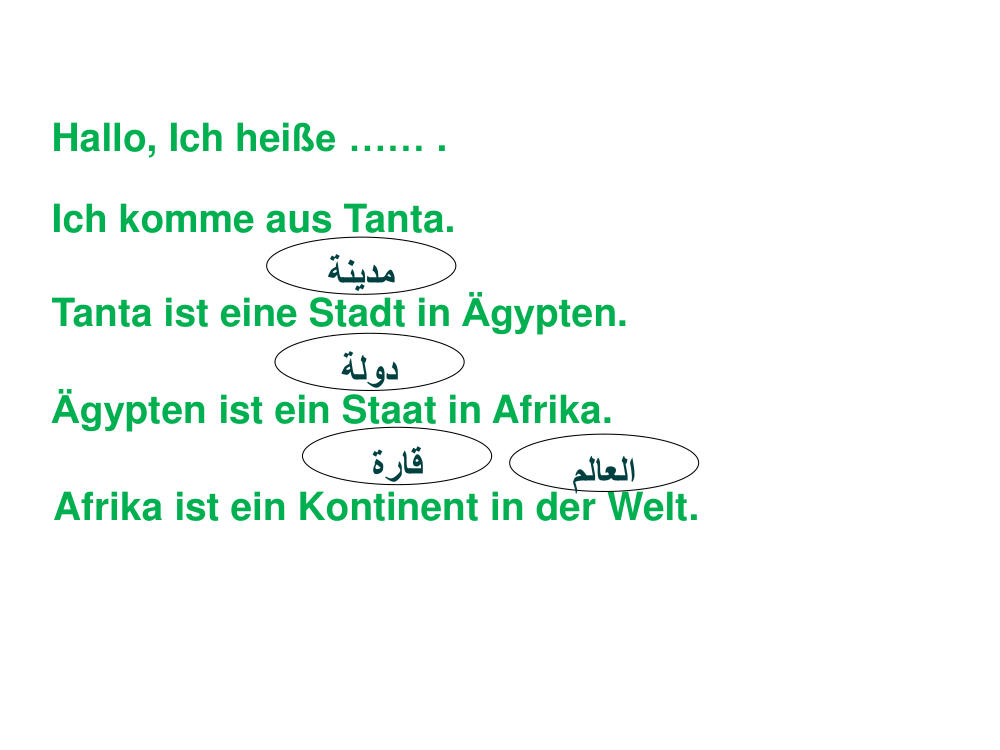 Hallo, Ich heiße …… .
Ich komme aus Tanta.
مدينة
Tanta ist eine Stadt in Ägypten.
دولة
Ägypten ist ein Staat in Afrika.
قارة العالم
Afrika ist ein Kontinent in der Welt.